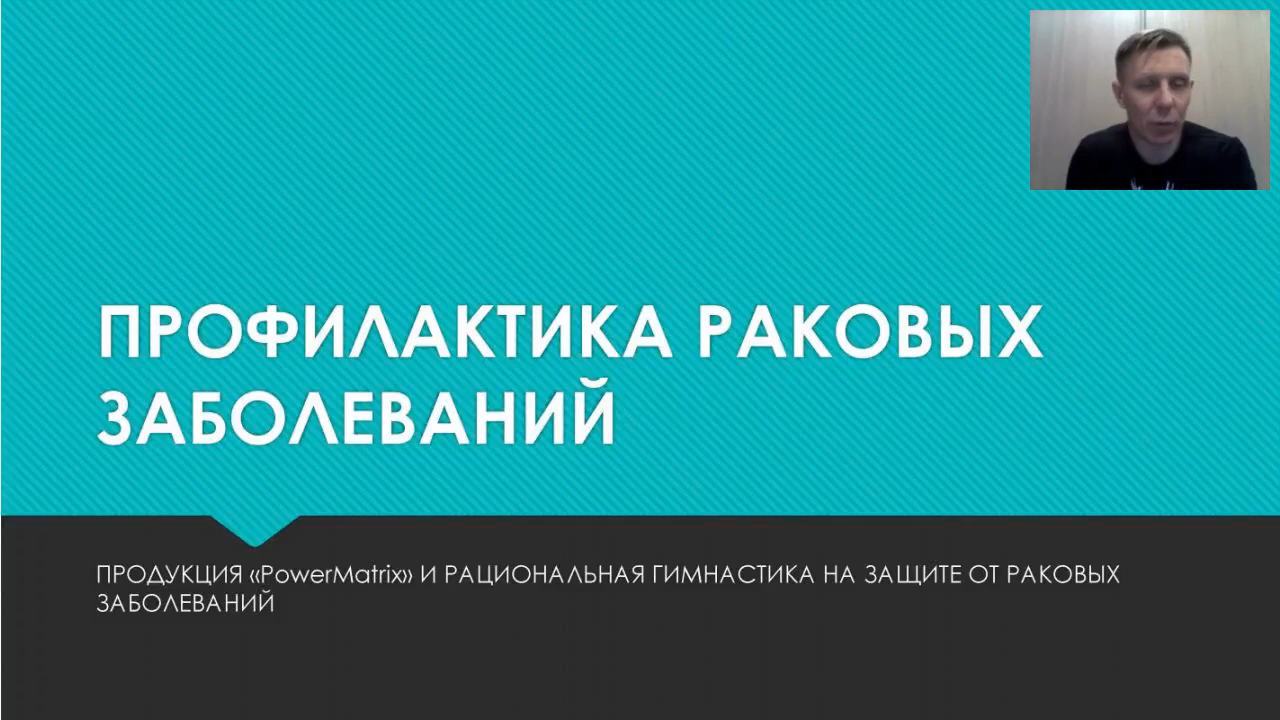 ПРОФИЛАКТИКА РАКОВЫХ
ЗАБОЛЕВАНИЙ
ПРОДУКЦИЯ «PowerMatrix» И РАЦИОНАЛЬНАЯ ГИМНАСТИКА НА ЗАЩИТЕ ОТ РАКОВЫХ
ЗАБОЛЕВАНИЙ